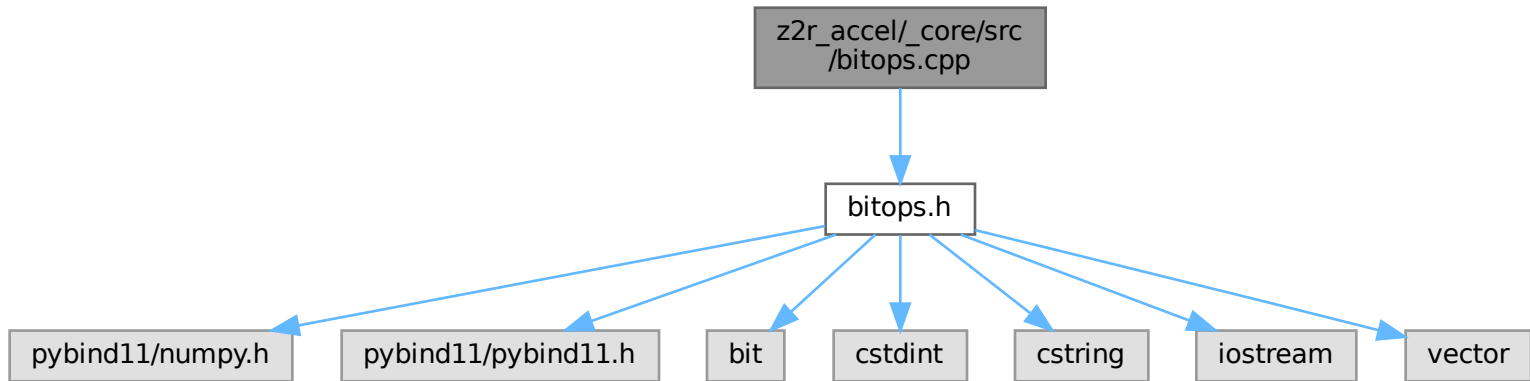 z2r_accel/_core/src
/bitops.cpp
bitops.h
pybind11/numpy.h
pybind11/pybind11.h
bit
cstdint
cstring
iostream
vector